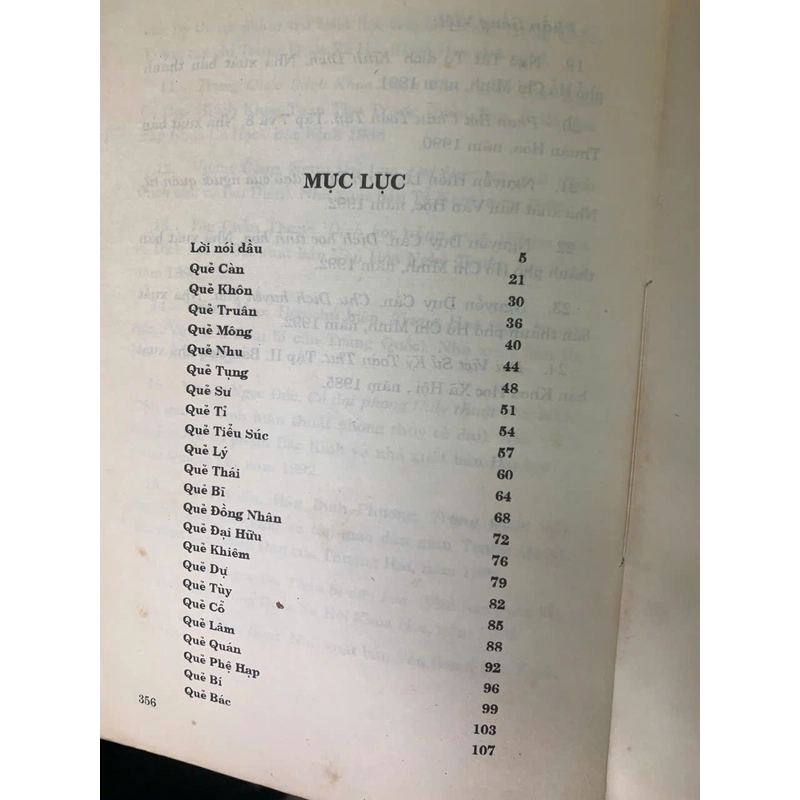 MỤC LỤC
Lời nói dầu 5
Quẻ Càn 21
Quẻ Khôn 30
Quẻ Truân 36
Quẻ Mông 40
Quẻ Nhu 44
Quẻ Tụng 48
Quẻ Sư 51
Quẻ Tỉ 54
Quẻ Tiểu Súc 57
Quẻ Lý 60
Quẻ Thái 64
Quẻ Bĩ 68
Quẻ Đồng Nhân 72
Quẻ Đại Hữu 76
Quẻ Khiêm 79
Quẻ Dự 82
Quẻ Tùy 85
Quẻ Cổ 88
Quẻ Lâm 92
Quẻ Quán 96
Quẻ Phệ Hạp 99
Quẻ Bí 103
Quẻ Bác 107
356